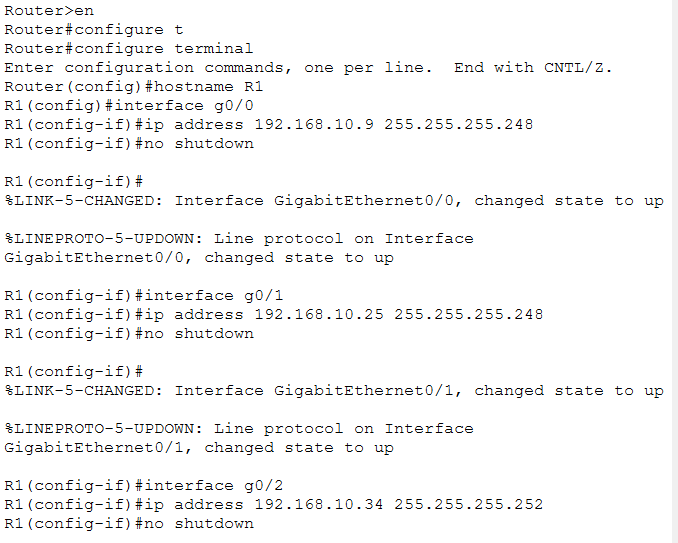 Router>en
Router#configure t
Router#configure terminal
Enter configuration commands, one per line.  End with CNTL/Z.
Router(config)#hostname R1
R1(config)#interface g0/0
R1(config-if)#ip address 192.168.10.9 255.255.255.248
R1(config-if)#no shutdown
R1(config-if)#
%LINK-5-CHANGED: Interface GigabitEthernet0/0, changed state to up
%LINEPROTO-5-UPDOWN: Line protocol on Interface
GigabitEthernet0/0, changed state to up
R1(config-if)#interface g0/1
R1(config-if)#ip address 192.168.10.25 255.255.255.248
R1(config-if)#no shutdown
R1(config-if)#
%LINK-5-CHANGED: Interface GigabitEthernet0/1, changed state to up
%LINEPROTO-5-UPDOWN: Line protocol on Interface
GigabitEthernet0/1, changed state to up
R1(config-if)#interface g0/2
R1(config-if)#ip address 192.168.10.34 255.255.255.252
R1(config-if)#no shutdown